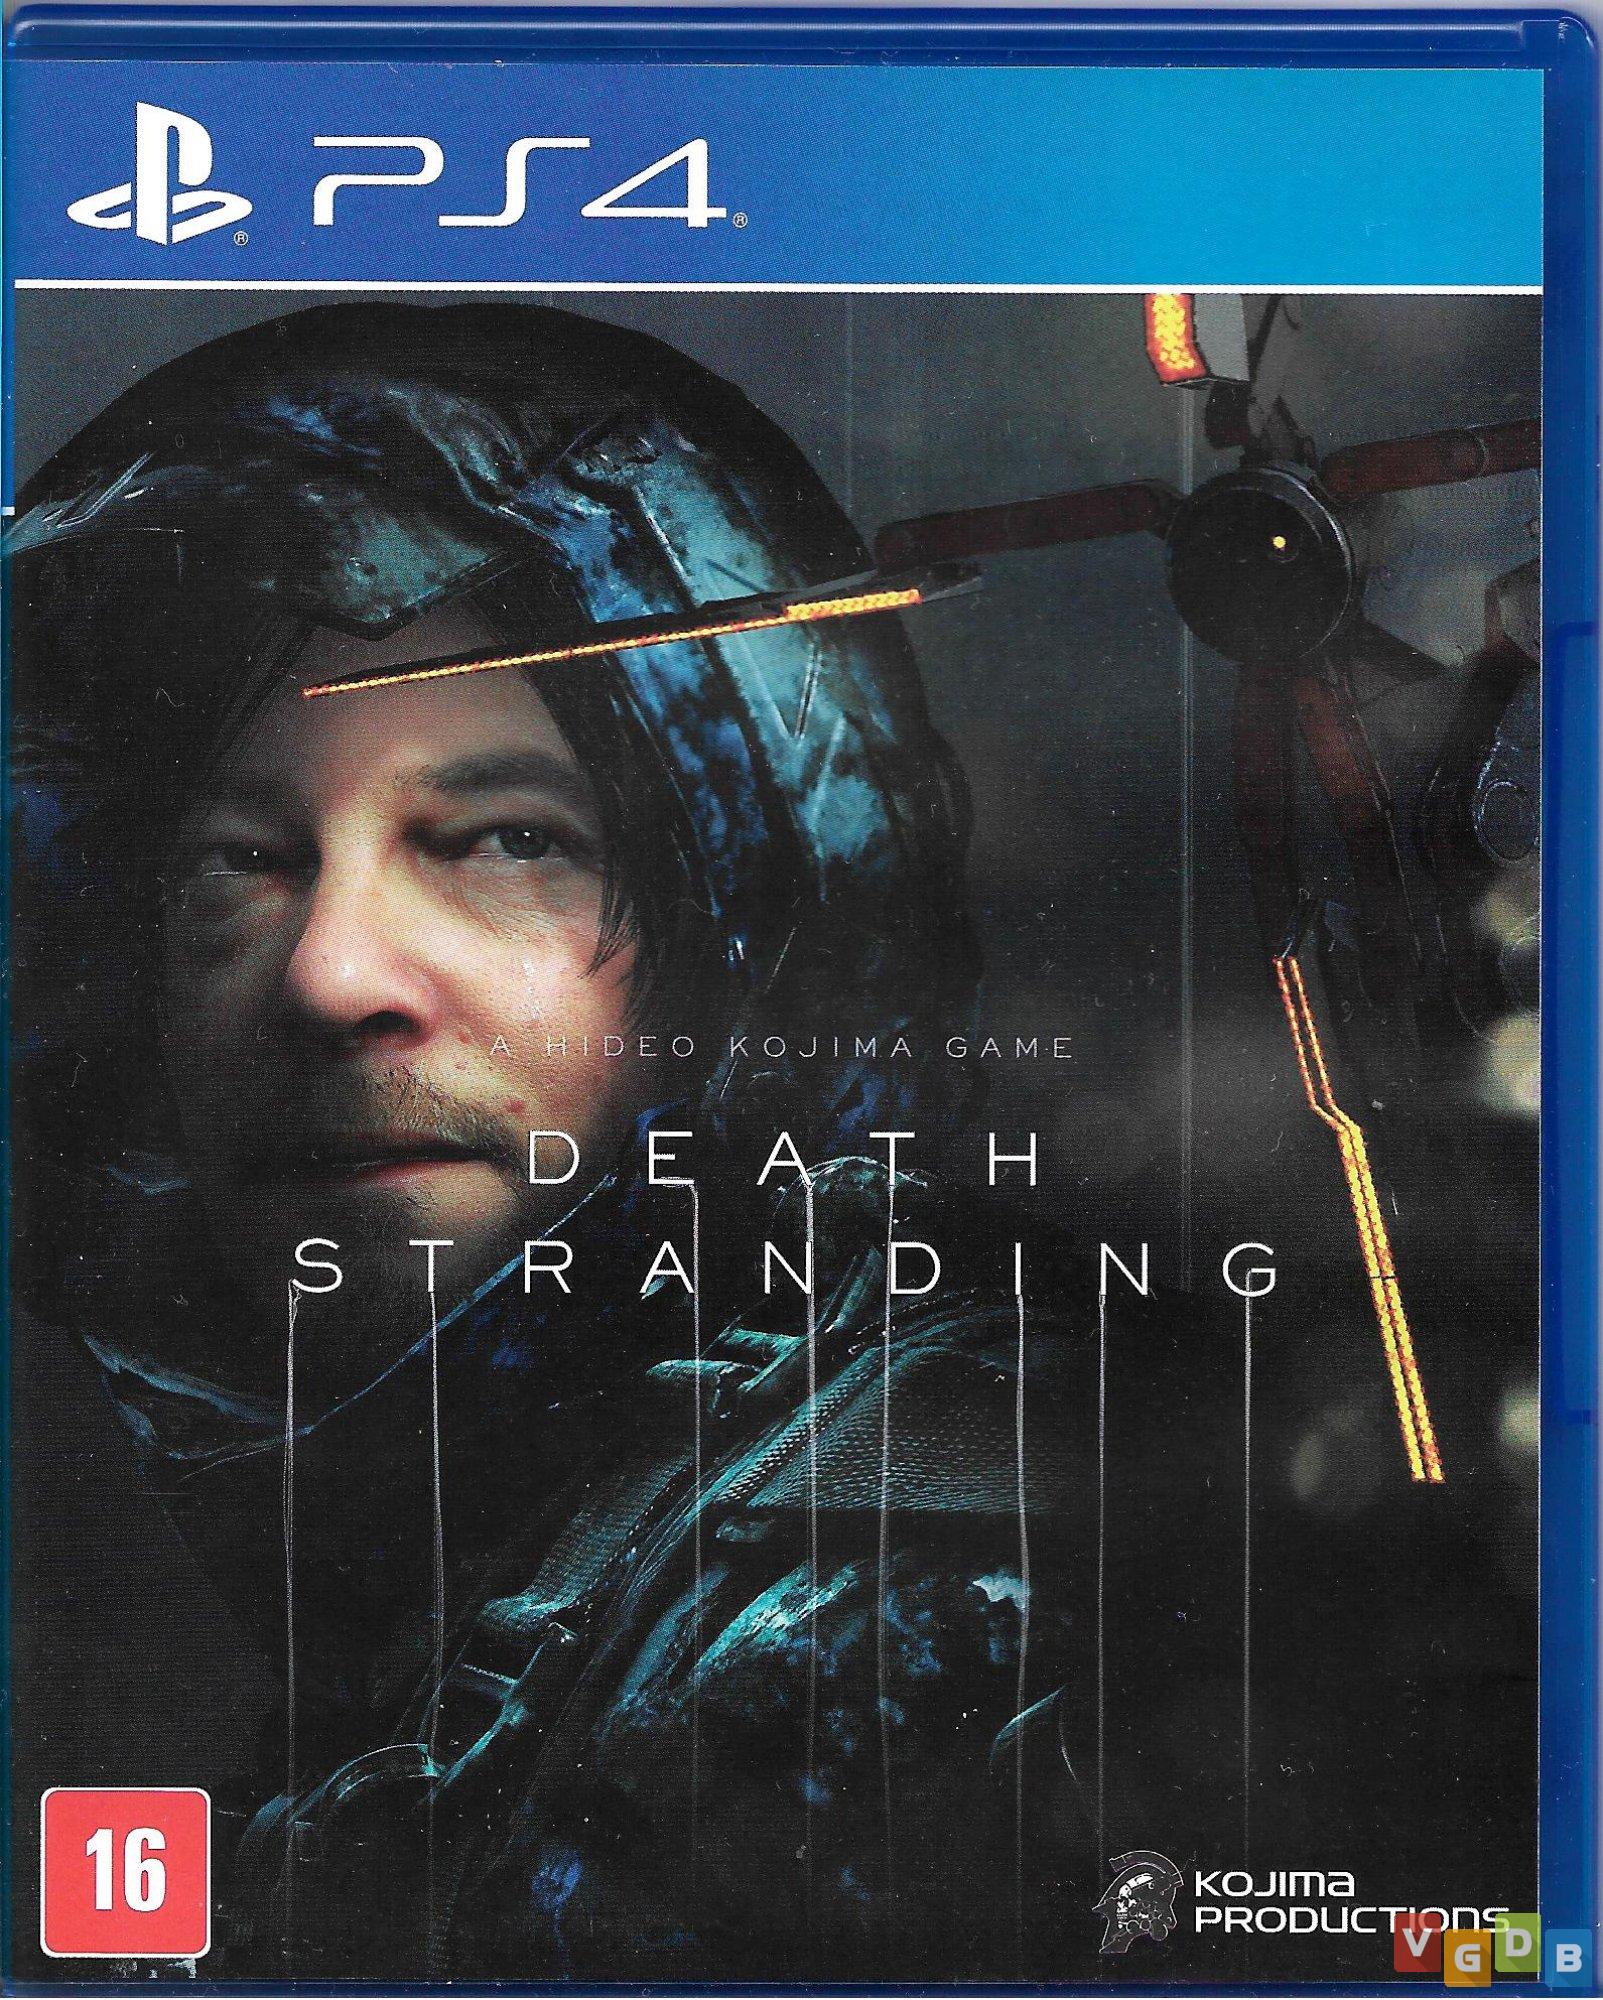 PS4
A HIDEO KOJIMA GAME
DEATH
STRANDING
16
KOJIMA
PRODUCTIONS
VGDB